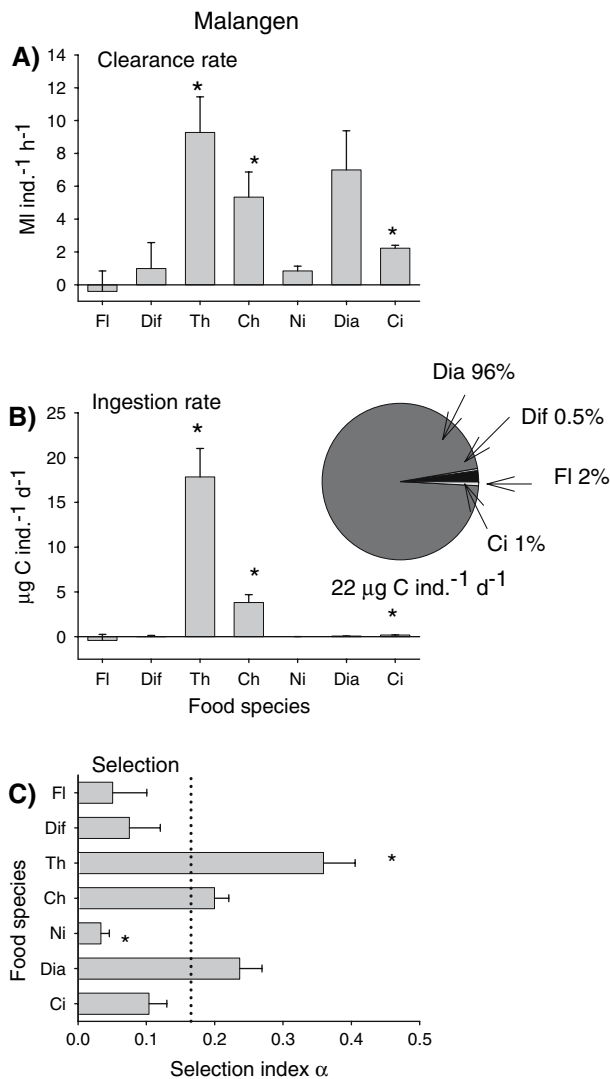 Malangen
A)
Clearance rate
14
12
10
8
6
4
2
0
Ml ind.⁻¹ h⁻¹
*
*
*
Fl Dif Th Ch Ni Dia Ci
B)
Ingestion rate
25
20
15
10
5
0
µg C ind.⁻¹ d⁻¹
*
*
*
Dia 96%
Dif 0.5%
Fl 2%
Ci 1%
22 µg C ind.⁻¹ d⁻¹
Fl Dif Th Ch Ni Dia Ci
Food species
C)
Selection
Food species
Fl
Dif
Th *
Ch
Ni *
Dia
Ci
0.0 0.1 0.2 0.3 0.4 0.5
Selection index α